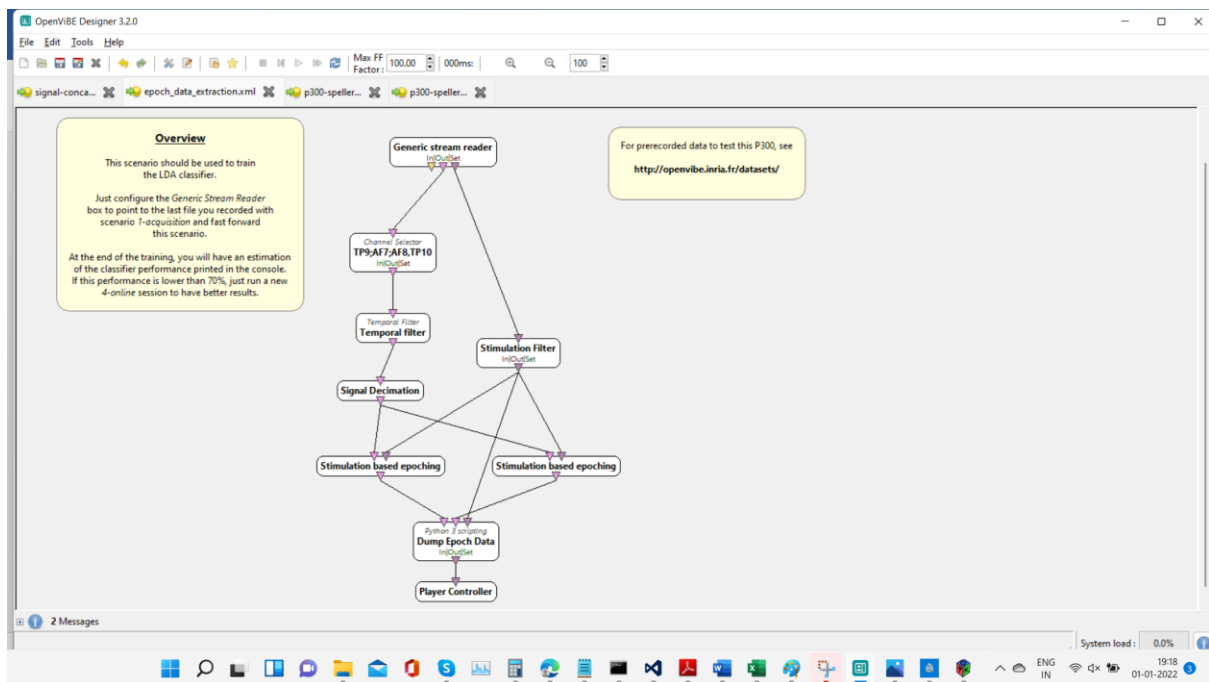 OpenViBE Designer 3.2.0
File Edit Tools Help
Max FF Factor: 100.00 000ms: 100
signal-conca... epoch_data_extraction.xml p300-speller... p300-speller...
Overview
This scenario should be used to train
the LDA classifier.
Just configure the Generic Stream Reader
box to point to the last file you recorded with
scenario 1-acquisition and fast forward
this scenario.
At the end of the training, you will have an estimation
of the classifier performance printed in the console.
If this performance is lower than 70%, just run a new
4-online session to have better results.
Generic stream reader
In|Out|Set
For prerecorded data to test this P300, see
http://openvibe.inria.fr/datasets/
Channel Selector
TP9;AF7;AF8,TP10
In|Out|Set
Temporal Filter
Temporal filter
Stimulation Filter
In|Out|Set
Signal Decimation
Stimulation based epoching
Stimulation based epoching
Python 3 scripting
Dump Epoch Data
In|Out|Set
Player Controller
2 Messages
System load : 0.0%
ENG
IN
19:18
01-01-2022
3